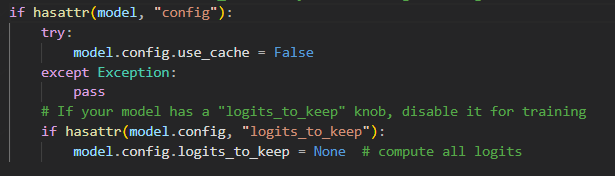 if hasattr(model, "config"):
    try:
        model.config.use_cache = False
    except Exception:
        pass
    # If your model has a "logits_to_keep" knob, disable it for training
    if hasattr(model.config, "logits_to_keep"):
        model.config.logits_to_keep = None  # compute all logits